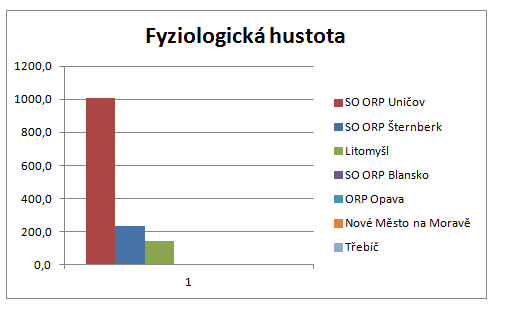 Fyziologická hustota
1200,0
1000,0
800,0
600,0
400,0
200,0
0,0
1
SO ORP Uničov
SO ORP Šternberk
Litomyšl
SO ORP Blansko
ORP Opava
Nové Město na Moravě
Třebíč